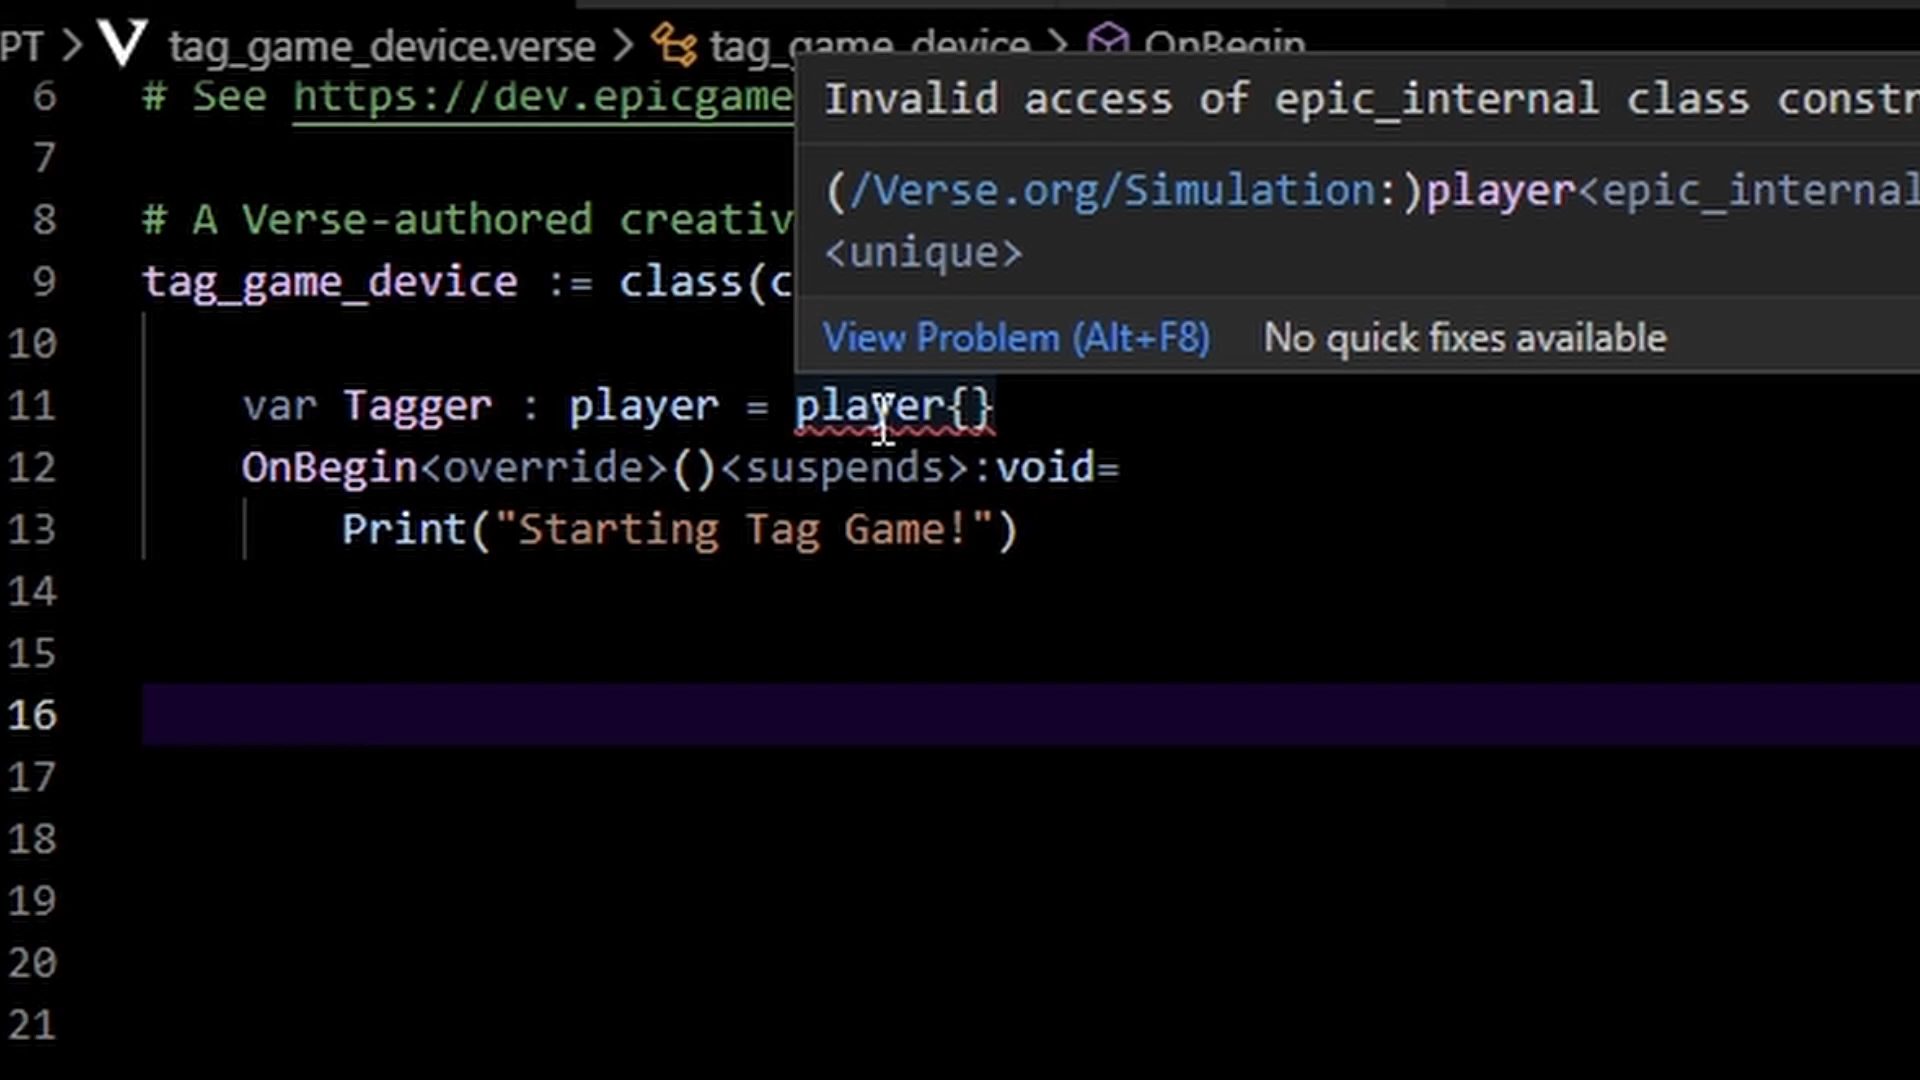 PT > tag_game_device.verse > tag_game_device > OnBegin
6 # See https://dev.epicgame
Invalid access of epic_internal class constr
7
(/Verse.org/Simulation:)player<epic_internal
8 # A Verse-authored creativ
<unique>
9 tag_game_device := class(c
10
View Problem (Alt+F8) No quick fixes available
11 var Tagger : player = player{}
12 OnBegin<override>()<suspends>:void=
13 Print("Starting Tag Game!")
14
15
16
17
18
19
20
21